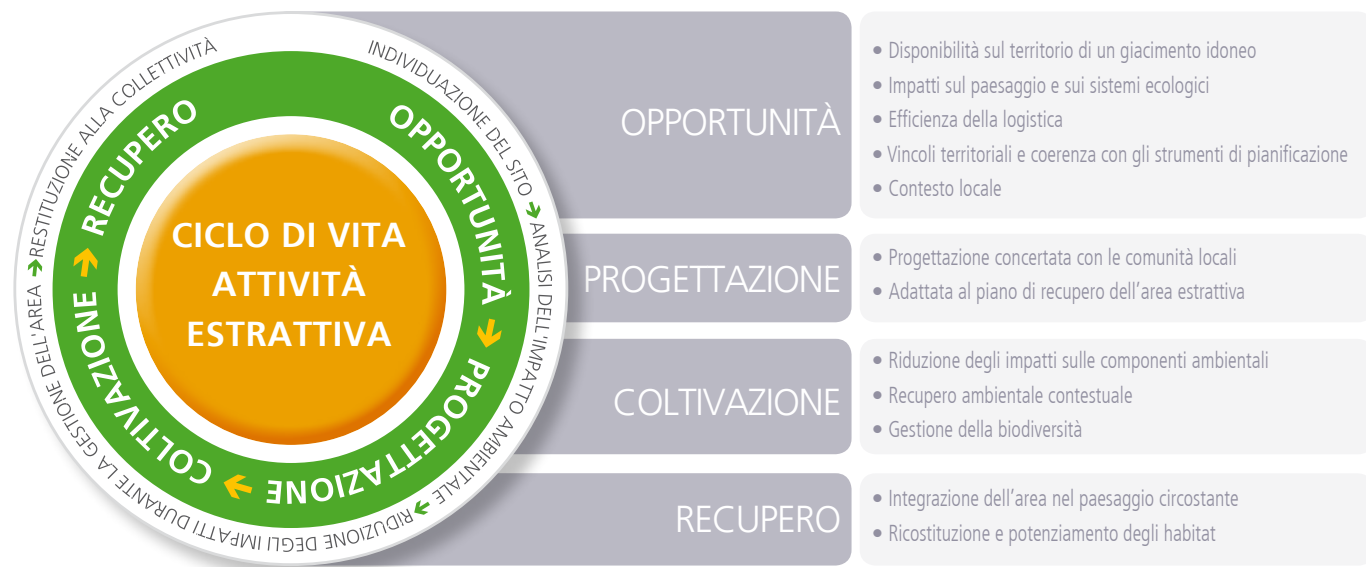 INDIVIDUAZIONE DEL SITO ➔ ANALISI DELL'IMPATTO AMBIENTALE ➔ RIDUZIONE DEGLI IMPATTI DURANTE LA GESTIONE DELL'AREA ➔ RESTITUZIONE ALLA COLLETTIVITÀ
OPPORTUNITÀ ➔ PROGETTAZIONE ➔ COLTIVAZIONE ➔ RECUPERO
CICLO DI VITA
ATTIVITÀ
ESTRATTIVA
OPPORTUNITÀ
• Disponibilità sul territorio di un giacimento idoneo
• Impatti sul paesaggio e sui sistemi ecologici
• Efficienza della logistica
• Vincoli territoriali e coerenza con gli strumenti di pianificazione
• Contesto locale
PROGETTAZIONE
• Progettazione concertata con le comunità locali
• Adattata al piano di recupero dell'area estrattiva
COLTIVAZIONE
• Riduzione degli impatti sulle componenti ambientali
• Recupero ambientale contestuale
• Gestione della biodiversità
RECUPERO
• Integrazione dell'area nel paesaggio circostante
• Ricostituzione e potenziamento degli habitat